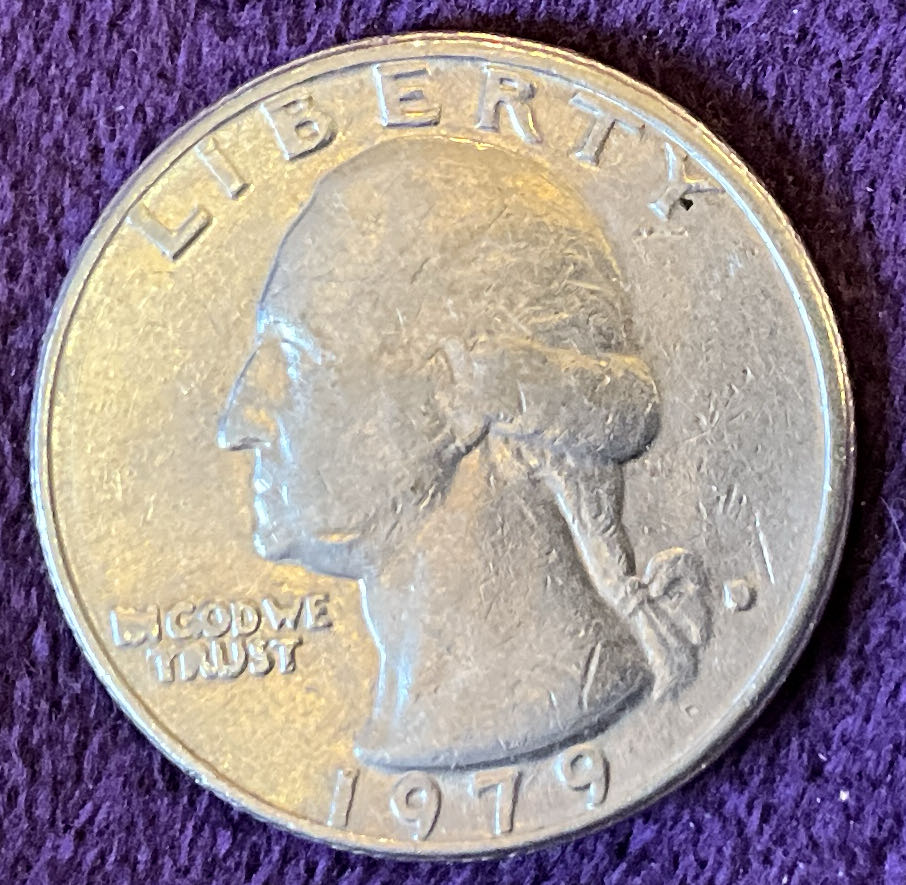 LIBERTY
IN GOD WE
TRUST
1979